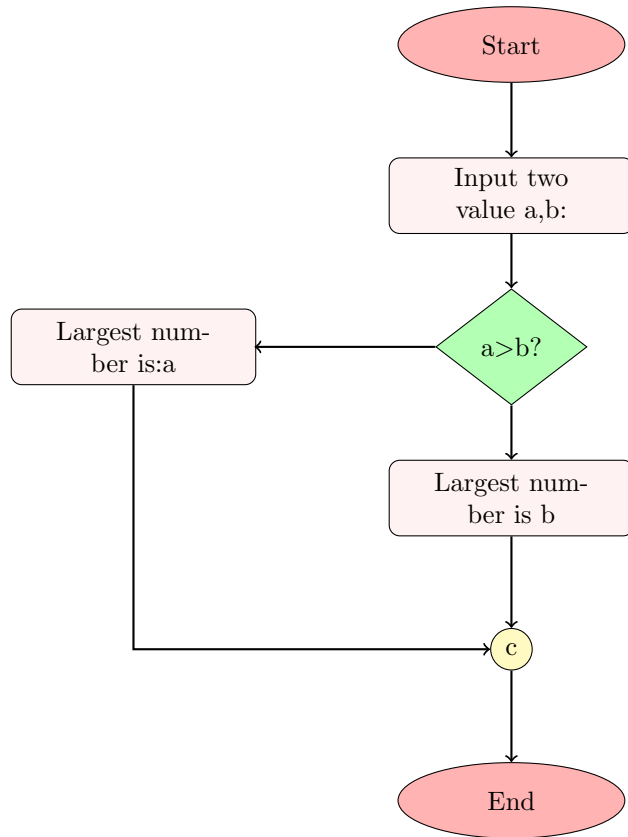 Start
Input two
value a,b:
a>b?
Largest num-
ber is:a
Largest num-
ber is b
c
End